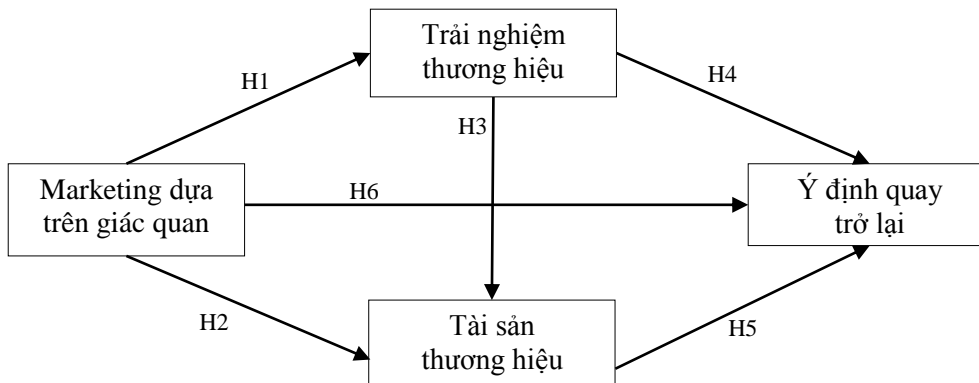 Trải nghiệm
thương hiệu
H1
H4
H3
Marketing dựa
trên giác quan
H6
Ý định quay
trở lại
H2
Tài sản
thương hiệu
H5